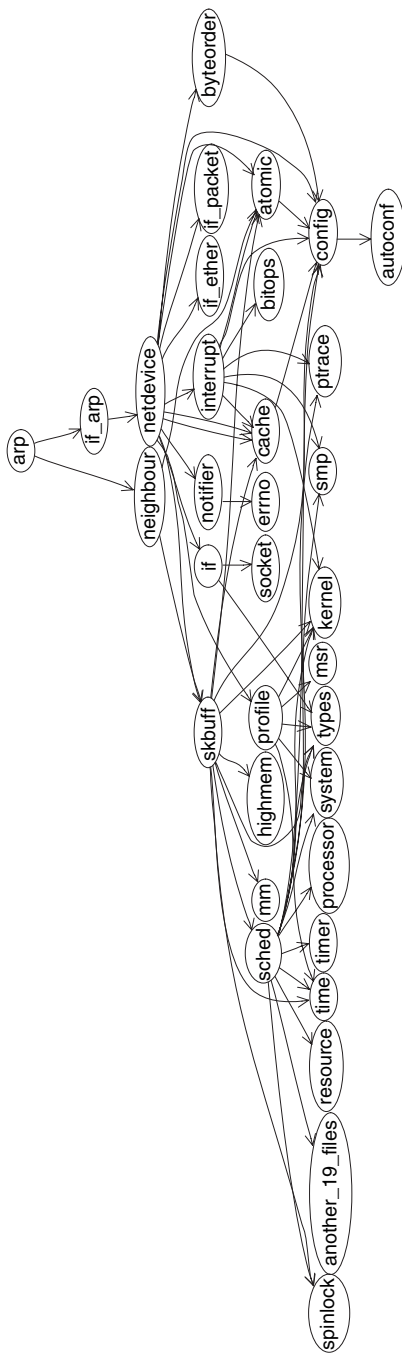 arp
if_arp
neighbour
netdevice
skbuff
if
notifier
interrupt
if_ether
if_packet
byteorder
sched
mm
highmem
profile
socket
errno
cache
bitops
atomic
spinlock
another_19_files
resource
time
timer
processor
system
types
msr
kernel
smp
ptrace
config
autoconf